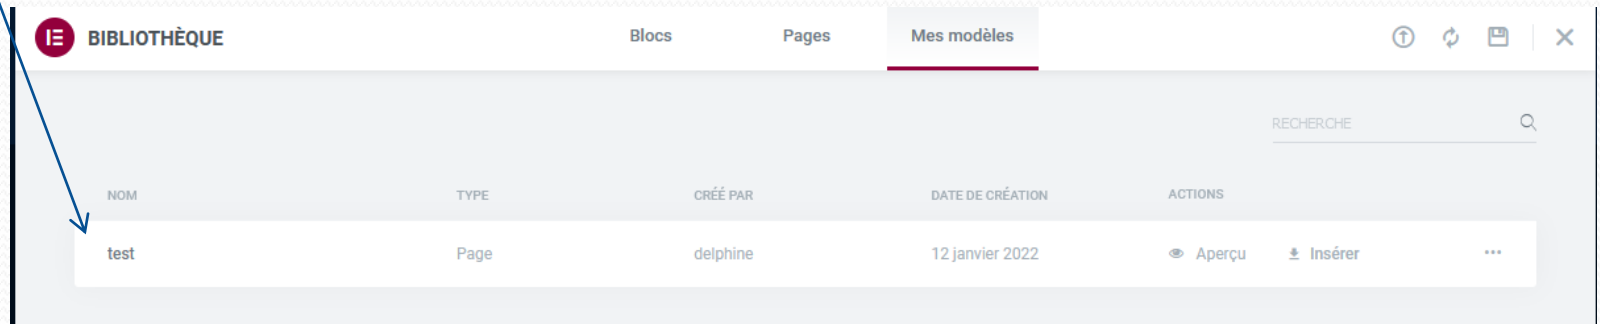 BIBLIOTHÈQUE Blocs Pages Mes modèles
RECHERCHE
NOM TYPE CRÉÉ PAR DATE DE CRÉATION ACTIONS
test Page delphine 12 janvier 2022 Aperçu Insérer ...